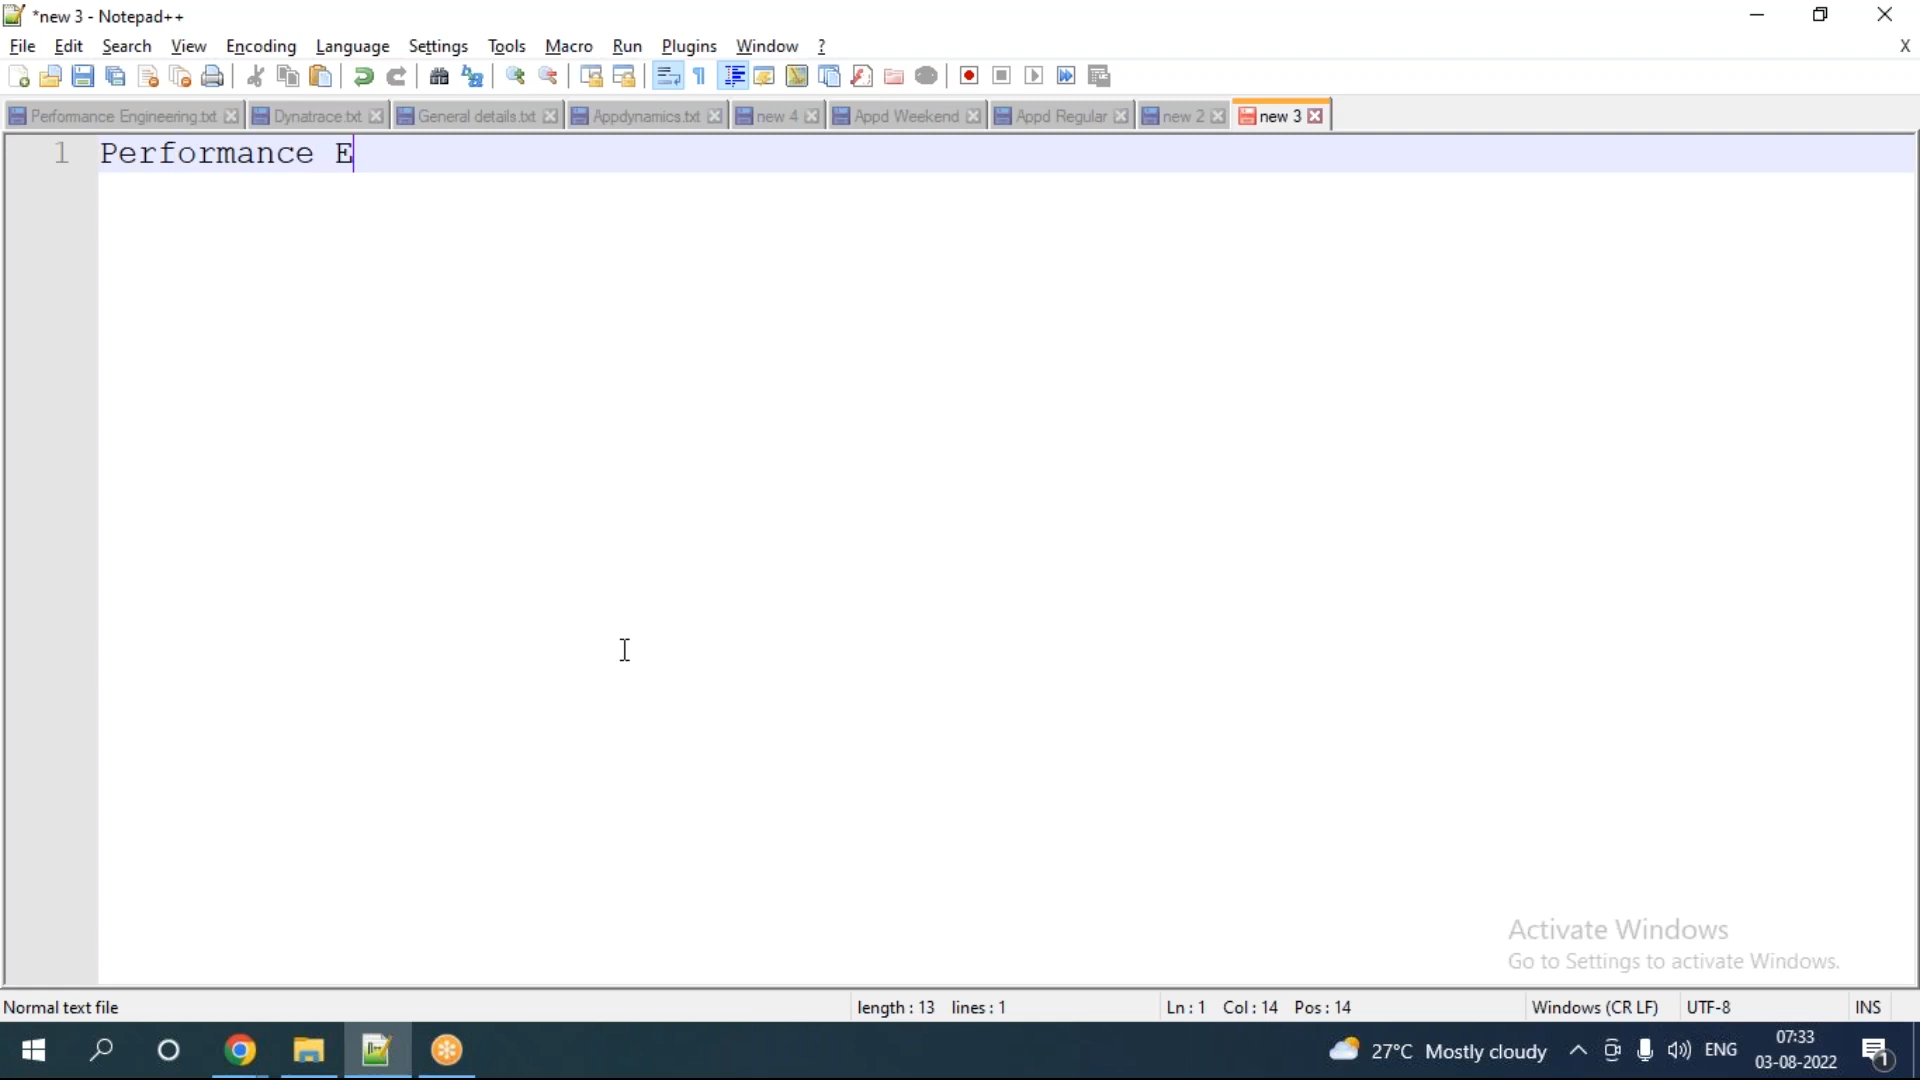 *new 3 - Notepad++
File Edit Search View Encoding Language Settings Tools Macro Run Plugins Window ? X
Performance Engineering.txt Dynatrace.txt General details.txt Appdynamics.txt new 4 Appd Weekend Appd Regular new 2 new 3
1 Performance E
Activate Windows
Go to Settings to activate Windows.
Normal text file length : 13 lines : 1 Ln : 1 Col : 14 Pos : 14 Windows (CR LF) UTF-8 INS
27°C Mostly cloudy ENG 07:33
03-08-2022
1